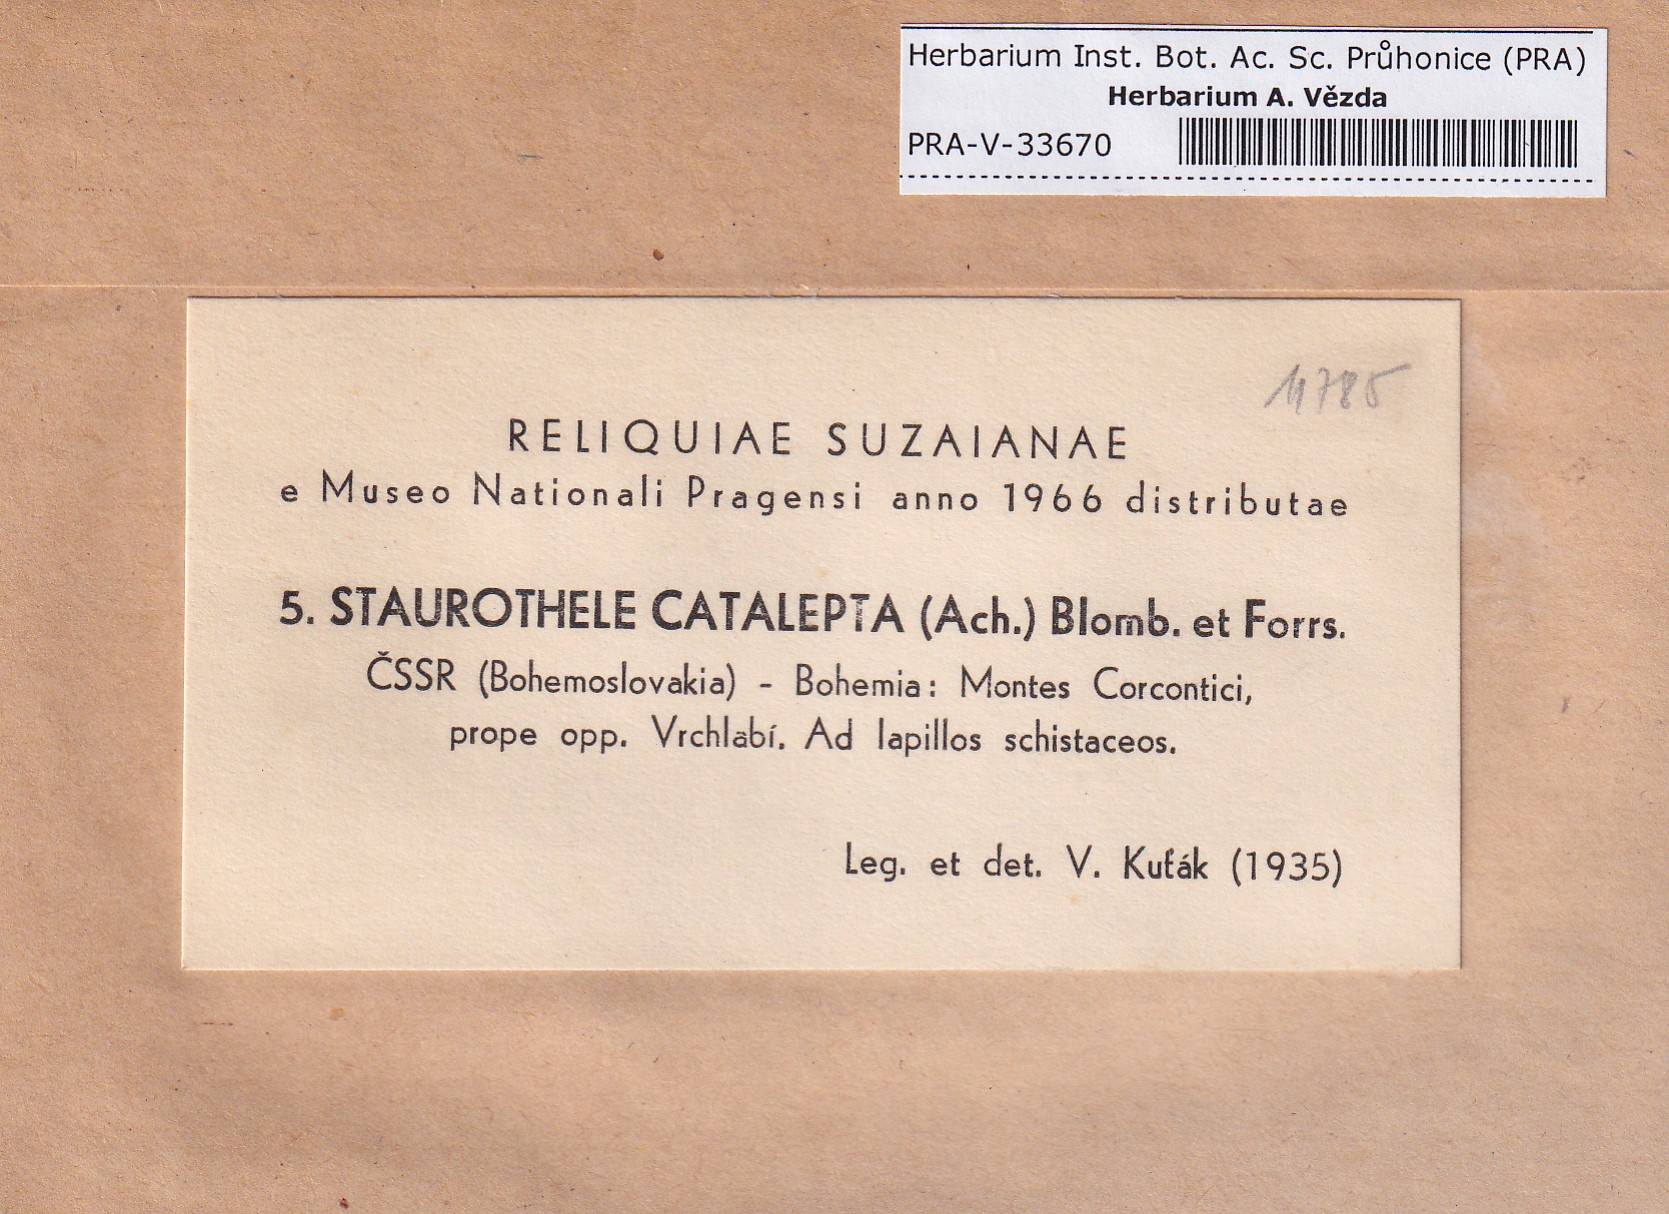 Herbarium Inst. Bot. Ac. Sc. Průhonice (PRA)
Herbarium A. Vězda
PRA-V-33670
RELIQUIAE SUZAIANAE
e Museo Nationali Pragensi anno 1966 distributae
5. STAUROTHELE CATALEPTA (Ach.) Blomb. et Forrs.
ČSSR (Bohemoslovakia) - Bohemia: Montes Corcontici,
prope opp. Vrchlabí. Ad lapillos schistaceos.
Leg. et det. V. Kuťák (1935)